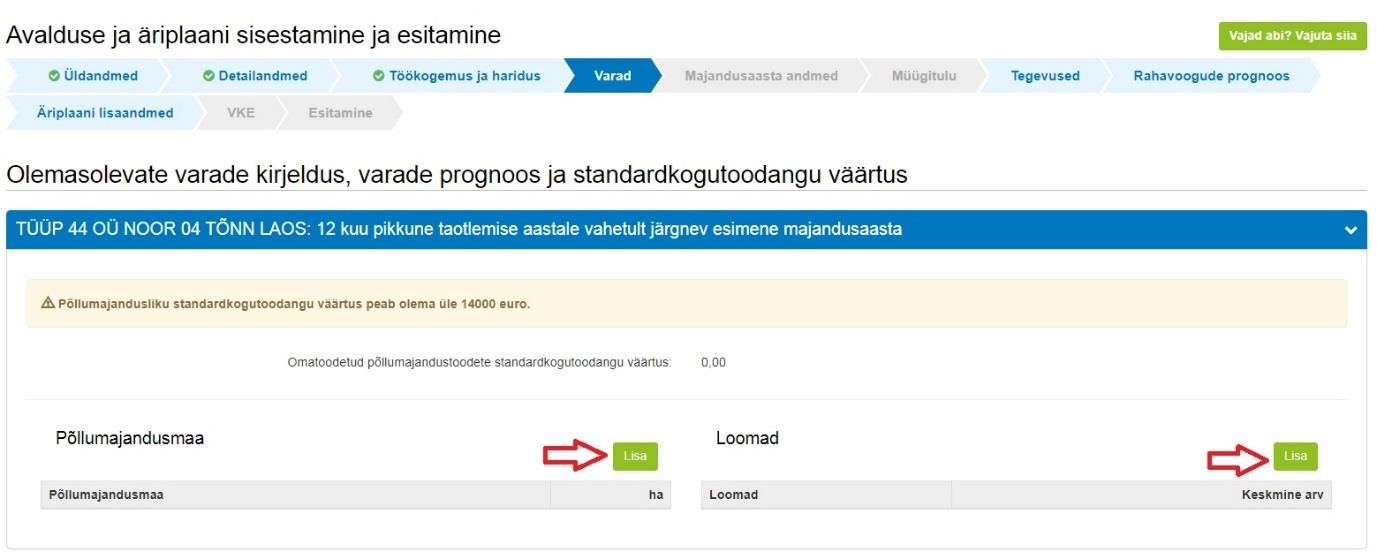 Avalduse ja äriplaani sisestamine ja esitamine
Vajad abi? Vajuta siia
Üldandmed Detailandmed Töökogemus ja haridus Varad Majandusaasta andmed Müügitulu Tegevused Rahavoogude prognoos
Äriplaani lisaandmed VKE Esitamine
Olemasolevate varade kirjeldus, varade prognoos ja standardkogutoodangu väärtus
TÜÜP 44 OÜ NOOR 04 TÕNN LAOS: 12 kuu pikkune taotlemise aastale vahetult järgnev esimene majandusaasta
Põllumajandusliku standardkogutoodangu väärtus peab olema üle 14000 euro.
Omatoodetud põllumajandustoodete standardkogutoodangu väärtus: 0,00
Põllumajandusmaa
Lisa
Põllumajandusmaa ha
Loomad
Lisa
Loomad Keskmine arv